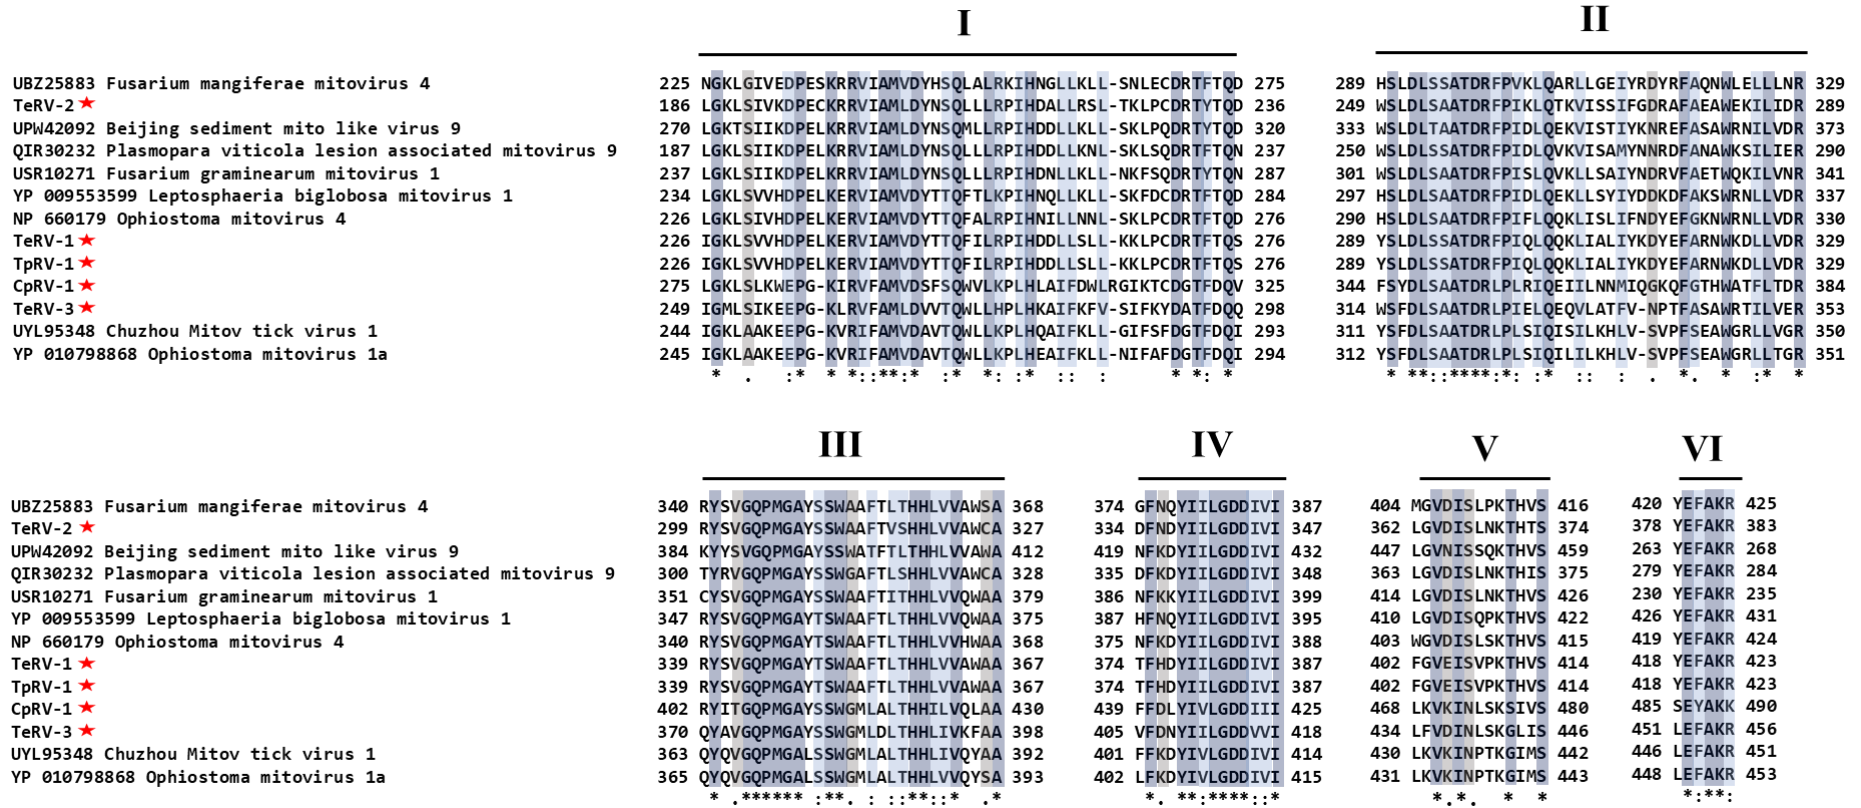 I II
UBZ25883 Fusarium mangiferae mitovirus 4 225 NGKLGIVEDPESKRRVIAMVDYHSQLALRKIHNGLLKLL-SNLECDRTFTQD 275 289 HSLDLSSATDRFPVKLQARLLGEIYRDYRFAQNWLELLLNR 329
TeRV-2 186 LGKLSIVKDPECKRRVIAMVDYNSQLVLRKIHDALLRSL-TKLPCDRTYTQD 236 249 WSLDLSSATDRFPIKLQTKVISSIFGDRAFAEAWEKILIDR 289
UPW42092 Beijing sediment mito like virus 9 270 LGKTSIIKDPELKRRVIAMLDYNSQMLLRPIHDDLLKLL-SKLPQDRTYTQD 320 333 WSLDLTAATDRFPIDLQEKVISTIYKNREFASAWRNILVDR 373
QIR30232 Plasmopara viticola lesion associated mitovirus 9 187 LGKLSIIKDPELKRRVIAMLDYNSQLLLRPIHDDLLKLL-SKLSQDRTYTQN 237 250 WSLDLSSATDRFPIDLQVKVISAMYNNRDFANAWKSILIER 290
USR10271 Fusarium graminearum mitovirus 1 237 LGKLSIIKDPELKRRVIAMLDYNSQLLLRPIHDNLLKLL-NKFSQDRTYTQN 287 301 WSLDLSAATDRFPISLQVKLLSAIYNDRVFAETWQKILVNR 341
YP 009553599 Leptosphaeria biglobosa mitovirus 1 234 LGKLSVVHDPELKRRVIAMVDYTTQFTLKPIHNQLLKLL-SKFDCDRTFTQD 284 297 HSLDLSSATDRFPIDLQEKLLSYIYDDKDFAKSWRNLLVDR 337
NP 660179 Ophiostoma mitovirus 4 226 LGKLSIVHDPELKRRVIAMVDYTTQFALRPIHNILLNNL-SKLPCDRTFTQD 276 290 HSLDLSAATDRFPIFLQQKLISLIFNDYEFGKNWRNLLVDR 330
TeRV-1 226 IGKLSVVHDPELKERVIAMVDYTTQFILRPIHDDLLSLL-KKLPCDRTFTQS 276 289 YSLDLSSATDRFPIQLQQKLIALIYKDYEFARNWKDLLVDR 329
TpRV-1 226 IGKLSVVHDPELKERVIAMVDYTTQFILRPIHDDLLSLL-KKLPCDRTFTQS 276 289 YSLDLSSATDRFPIQLQQKLIALIYKDYEFARNWKDLLVDR 329
CpRV-1 275 LGKLSLKWEPG-KIRVFAMVDSFSQWVLKPLHLAIFDWLRGIKTCDGTFDQV 325 344 FSYDLSAATDRLPLRIQEIILNNMIQGKQFGTHWATFLTDR 384
TeRV-3 249 IGMLSIKEEPG-KLRVFAMLDVWTQWLLHPLHKAIFKFV-SIFKYDATFDQQ 298 314 WSFDLSAATDRLPIELQEQVLATFV-NPTFASAWRTILVER 353
UYL95348 Chuzhou Mitov tick virus 1 244 IGKLAAKEEPG-KVRIFAMVDAVTQWLLKPLHQAIFKLL-GIFSFDGTFDQI 293 311 YSFDLSAATDRLPLSIQISILKHLV-SVPFSEAWGRLLVGR 350
YP 010798868 Ophiostoma mitovirus 1a 245 IGKLAAKEEPG-KVRIFAMVDAVTQWLLKPLHEAIFKLL-NIFAFDGTFDQI 294 312 YSFDLSAATDRLPLSIQILILKHLV-SVPFSEAWGRLLTGR 351
* . :* * *::**:* :* *: :* :: : * *: * * **::****:*: :* :: : . *. * :* *
III IV V VI
UBZ25883 Fusarium mangiferae mitovirus 4 340 RYSVGQPMGAYSSWAAFTLTHHLVVAWSA 368 374 GFNQYIILGDDIVI 387 404 MGVDISLPKTHVS 416 420 YEFAKR 425
TeRV-2 299 RYSVGQPMGAYSSWAAFTVSHHLVVAWCA 327 334 DFNDYIILGDDIVI 347 362 LGVDISLNKTHTS 374 378 YEFAKR 383
UPW42092 Beijing sediment mito like virus 9 384 KYYSVGQPMGAYSSWATFTLTHHLVVAWA 412 419 NFKDYIILGDDIVI 432 447 LGVNISSQKTHVS 459 263 YEFAKR 268
QIR30232 Plasmopara viticola lesion associated mitovirus 9 300 TYRVGQPMGAYSSWGAFTLSHHLVVAWCA 328 335 DFKDYIILGDDIVI 348 363 LGVDISLNKTHIS 375 279 YEFAKR 284
USR10271 Fusarium graminearum mitovirus 1 351 CYSVGQPMGAYSSWAAFTITHHLVVQWAA 379 386 NFKKYIILGDDIVI 399 414 LGVDISLNKTHVS 426 230 YEFAKR 235
YP 009553599 Leptosphaeria biglobosa mitovirus 1 347 RYSVGQPMGAYSSWAAFTLTHHLVVQWAA 375 387 HFNQYIILGDDIVI 395 410 LGVDISQPKTHVS 422 426 YEFAKR 431
NP 660179 Ophiostoma mitovirus 4 340 RYSVGQPMGAYSSWAAFTLTHHLVVHWAA 368 375 NFKDYIILGDDIVI 388 403 WGVDISLSKTHVS 415 419 YEFAKR 424
TeRV-1 339 RYSVGQPMGAYTSWAAFTLTHHLVVAWAA 367 374 TFHDYIILGDDIVI 387 402 FGVEISVPKTHVS 414 418 YEFAKR 423
TpRV-1 339 RYSVGQPMGAYTSWAAFTLTHHLVVAWAA 367 374 TFHDYIILGDDIVI 387 402 FGVEISVPKTHVS 414 418 YEFAKR 423
CpRV-1 402 RYITGQPMGAYSSWGMLALTHHILVQLAA 430 439 FFDLYIVLGDDIII 425 468 LKVKINLSKSIVS 480 485 SEYAKK 490
TeRV-3 370 QYAVGQPMGAYSSWGMLDLTHHLIVKFAA 398 405 VFDNYIILGDDVVI 418 434 LFVDINLSKGLIS 446 451 LEFAKR 456
UYL95348 Chuzhou Mitov tick virus 1 363 QYQVGQPMGALSSWGMLALTHHLIVQYAA 392 401 FFKDYIVLGDDIVI 414 430 LKVKINPTKGIMS 442 446 LEFAKR 451
YP 010798868 Ophiostoma mitovirus 1a 365 QYQVGQPMGALSSWGMLALTHHLVVQYSA 393 402 LFKDYIVLGDDIVI 415 431 LKVKINPTKGIMS 443 448 LEFAKR 453
* .****** :**. : ::**::* .* *. **:****::* *.*. * * *:**: